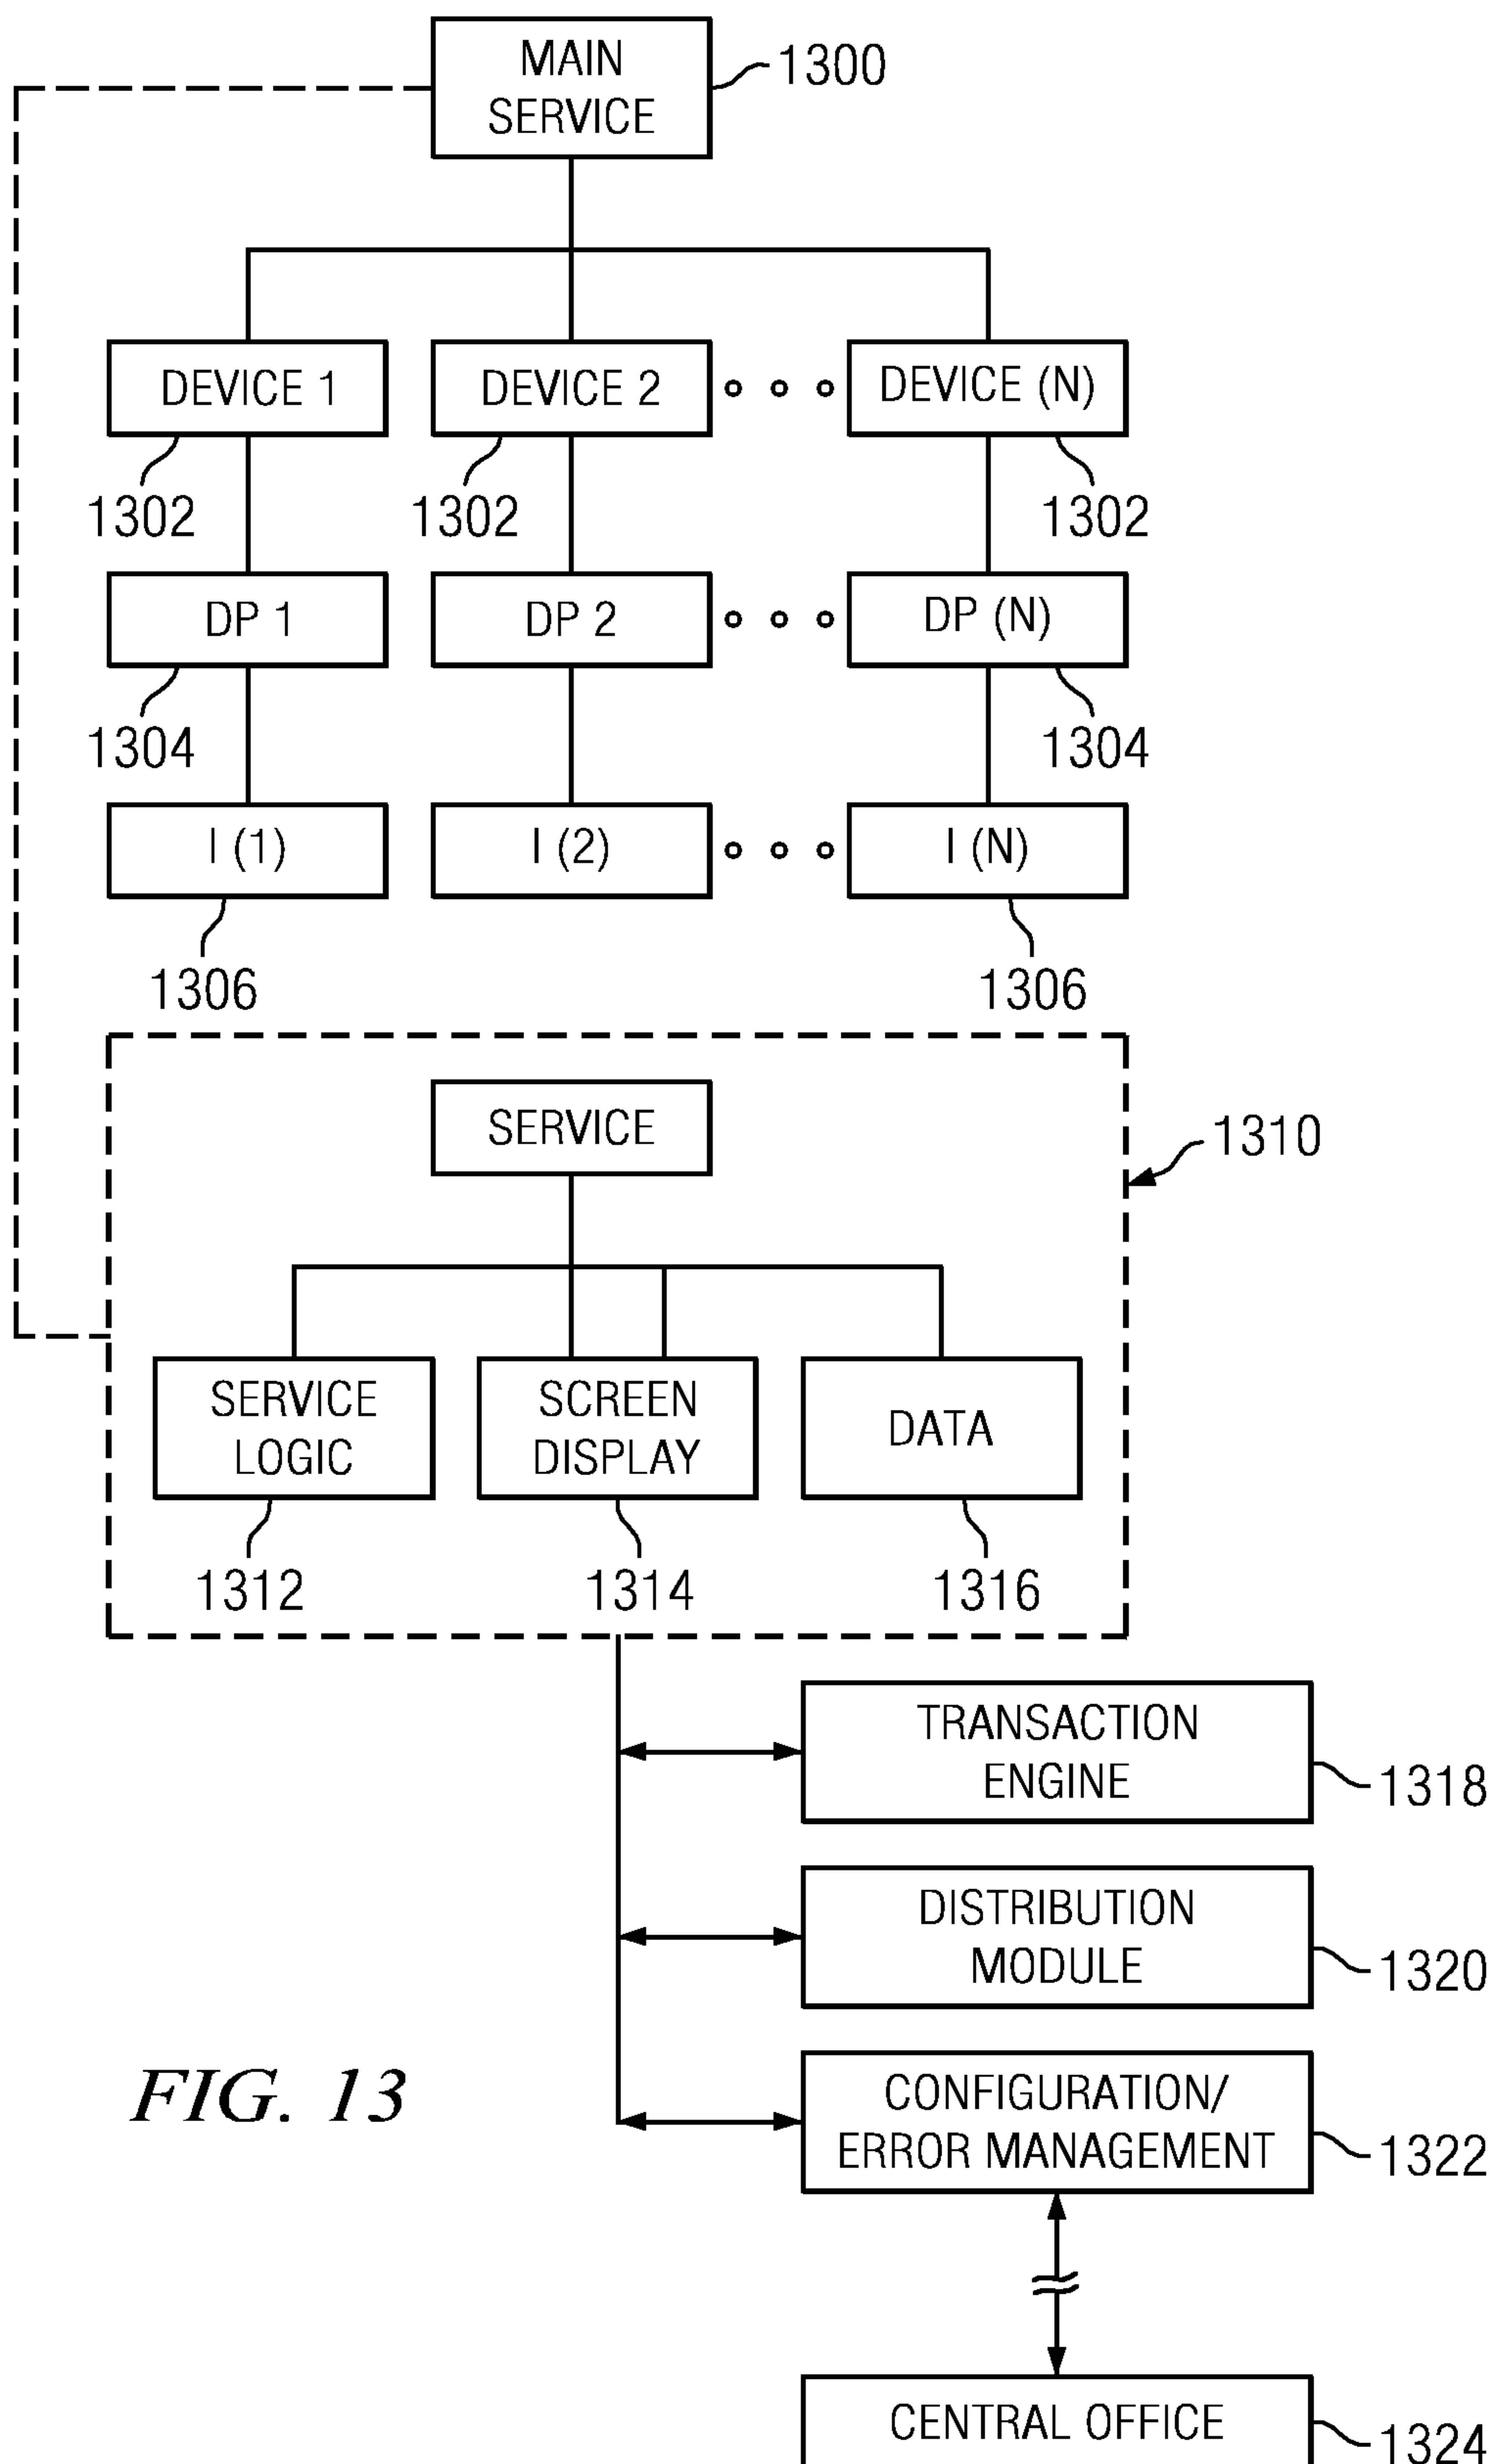 MAIN
SERVICE
1300
DEVICE 1
DEVICE 2
DEVICE (N)
1302
1302
1302
DP 1
DP 2
DP (N)
1304
1304
I (1)
I (2)
I (N)
1306
1306
SERVICE
1310
SERVICE
LOGIC
SCREEN
DISPLAY
DATA
1312
1314
1316
TRANSACTION
ENGINE
1318
DISTRIBUTION
MODULE
1320
FIG. 13
CONFIGURATION/
ERROR MANAGEMENT
1322
CENTRAL OFFICE
1324